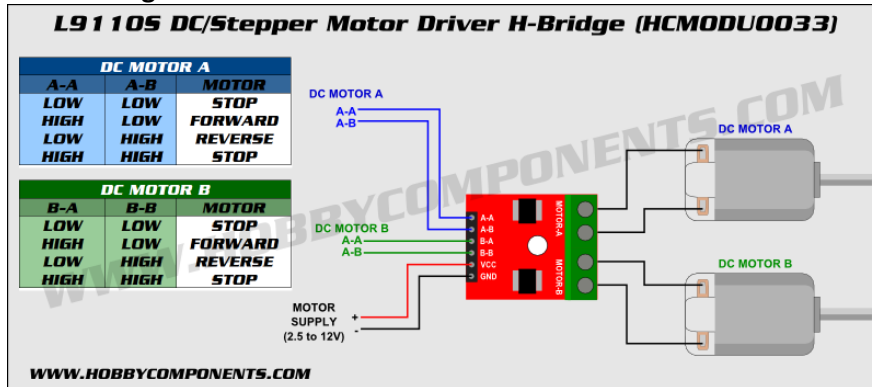 L9110S DC/Stepper Motor Driver H-Bridge (HCMODU0033)
DC MOTOR A
A-A A-B MOTOR
LOW LOW STOP
HIGH LOW FORWARD
LOW HIGH REVERSE
HIGH HIGH STOP
DC MOTOR B
B-A B-B MOTOR
LOW LOW STOP
HIGH LOW FORWARD
LOW HIGH REVERSE
HIGH HIGH STOP
DC MOTOR A
A-A
A-B
DC MOTOR B
A-A
A-B
MOTOR
SUPPLY
(2.5 to 12V)
+
-
A-A
A-B
B-A
B-B
VCC
GND
MOTOR-A
MOTOR-B
DC MOTOR A
DC MOTOR B
WWW.HOBBYCOMPONENTS.COM
WWW.HOBBYCOMPONENTS.COM